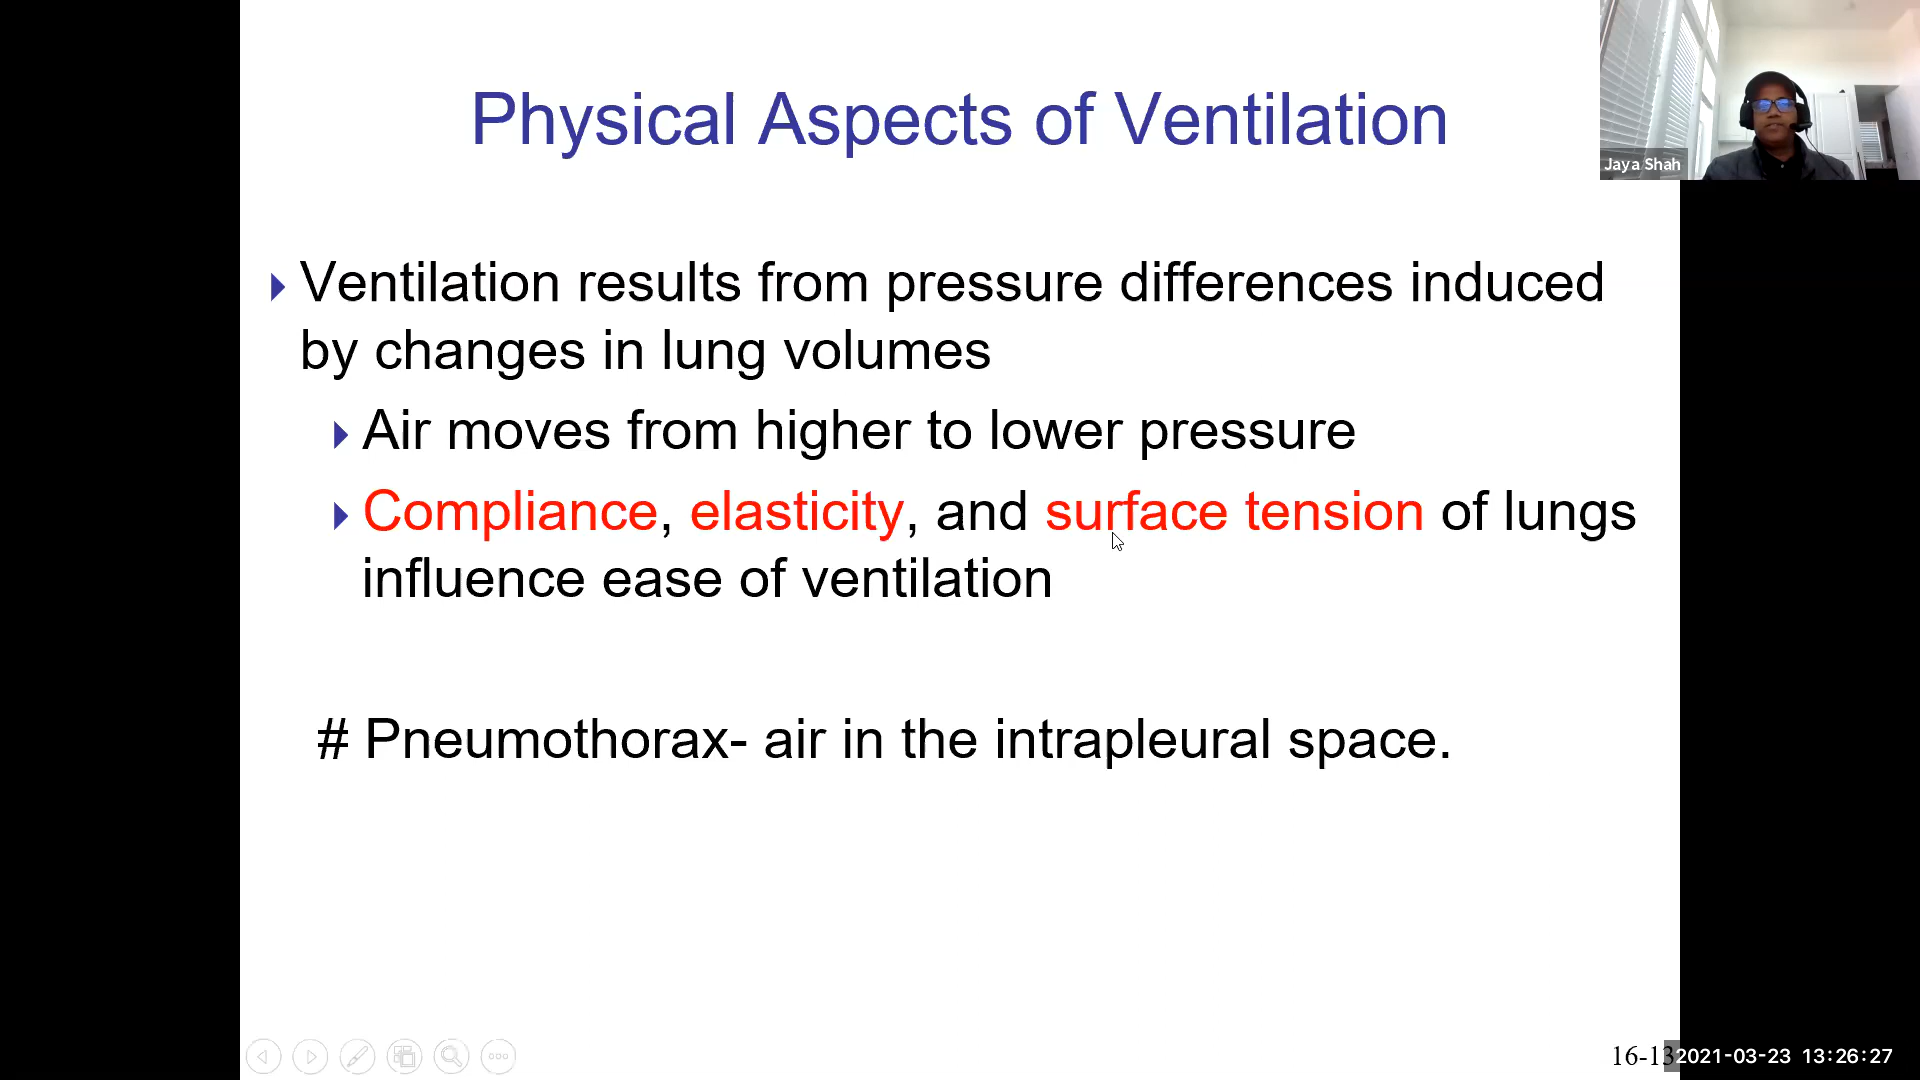 Physical Aspects of Ventilation
Jaya Shah
Ventilation results from pressure differences induced
by changes in lung volumes
Air moves from higher to lower pressure
Compliance, elasticity, and surface tension of lungs
influence ease of ventilation
# Pneumothorax- air in the intrapleural space.
16-13
2021-03-23 13:26:27